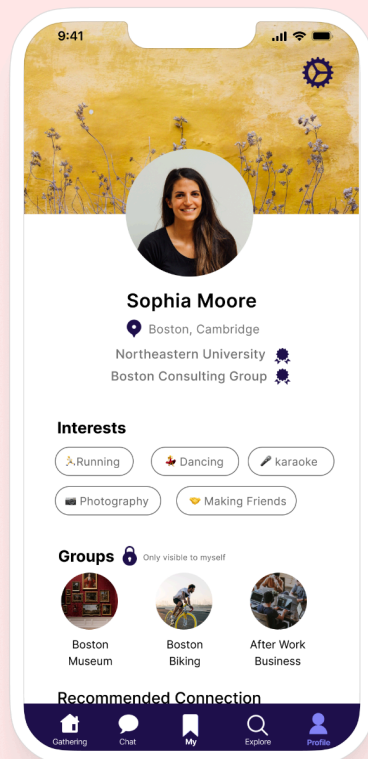 9:41
Sophia Moore
Boston, Cambridge
Northeastern University
Boston Consulting Group
Interests
Running
Dancing
karaoke
Photography
Making Friends
Groups
Only visible to myself
Boston
Museum
Boston
Biking
After Work
Business
Recommended Connection
Gathering
Chat
My
Explore
Profile